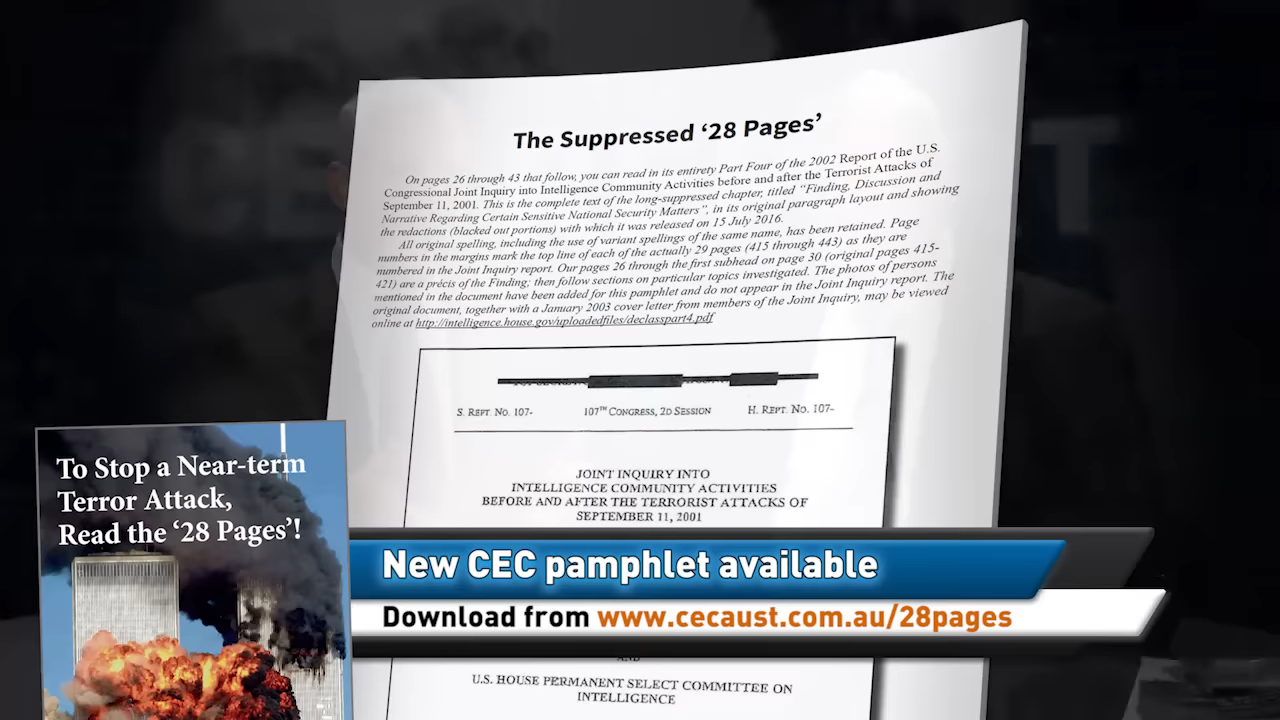 The Suppressed ‘28 Pages’
On pages 26 through 43 that follow, you can read in its entirety Part Four of the 2002 Report of the U.S.
Congressional Joint Inquiry into Intelligence Community Activities before and after the Terrorist Attacks of
September 11, 2001. This is the complete text of the long-suppressed chapter, titled “Finding, Discussion and
Narrative Regarding Certain Sensitive National Security Matters”, in its original paragraph layout and showing
the redactions (blacked out portions) with which it was released on 15 July 2016.
All original spelling, including the use of variant spellings of the same name, has been retained. Page
numbers in the margins mark the top line of each of the actually 29 pages (415 through 443) as they are
numbered in the Joint Inquiry report. Our pages 26 through the first subhead on page 30 (original pages 415-
421) are a précis of the Finding; then follow sections on particular topics investigated. The photos of persons
mentioned in the document have been added for this pamphlet and do not appear in the Joint Inquiry report. The
original document, together with a January 2003 cover letter from members of the Joint Inquiry, may be viewed
online at http://intelligence.house.gov/uploadedfiles/declasspart4.pdf
S. REPT. NO. 107- 107TH CONGRESS, 2D SESSION H. REPT. NO. 107-
JOINT INQUIRY INTO
INTELLIGENCE COMMUNITY ACTIVITIES
BEFORE AND AFTER THE TERRORIST ATTACKS OF
SEPTEMBER 11, 2001
To Stop a Near-term
Terror Attack,
Read the ‘28 Pages’!
New CEC pamphlet available
Download from www.cecaust.com.au/28pages
AND
U.S. HOUSE PERMANENT SELECT COMMITTEE ON
INTELLIGENCE